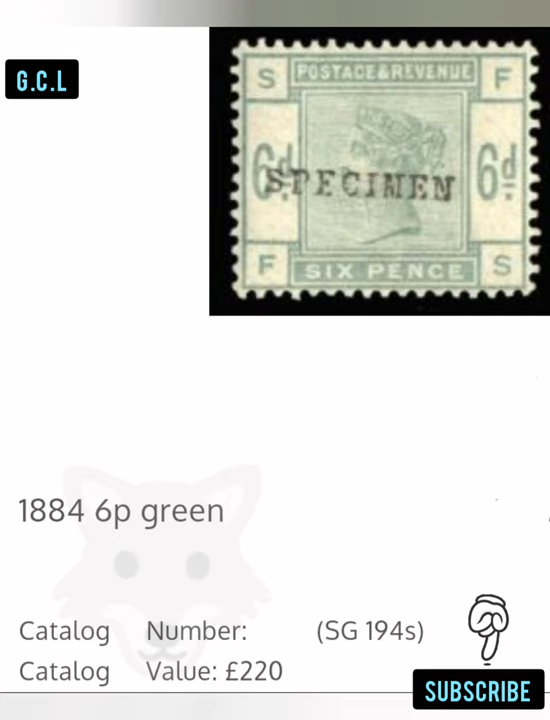 G.C.L
S POSTAGE&REVENUE F
6d SPECIMEN 6d
F SIX PENCE S
1884 6p green
Catalog Number: (SG 194s)
Catalog Value: £220
SUBSCRIBE